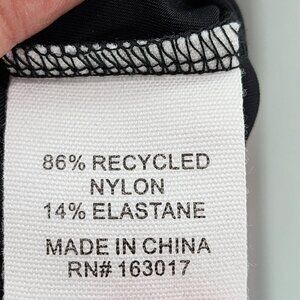 86% RECYCLED
NYLON
14% ELASTANE
MADE IN CHINA
RN# 163017